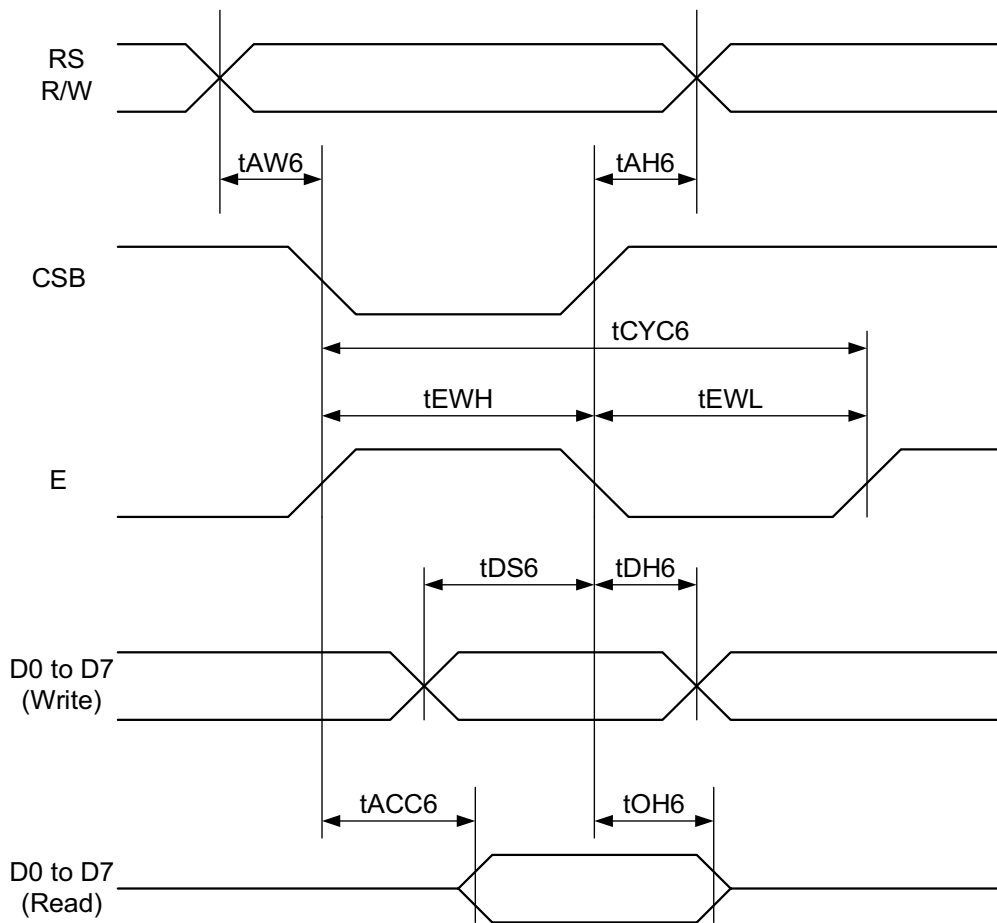 RS
R/W
tAW6
tAH6
CSB
tCYC6
tEWH
tEWL
E
tDS6
tDH6
D0 to D7
(Write)
tACC6
tOH6
D0 to D7
(Read)